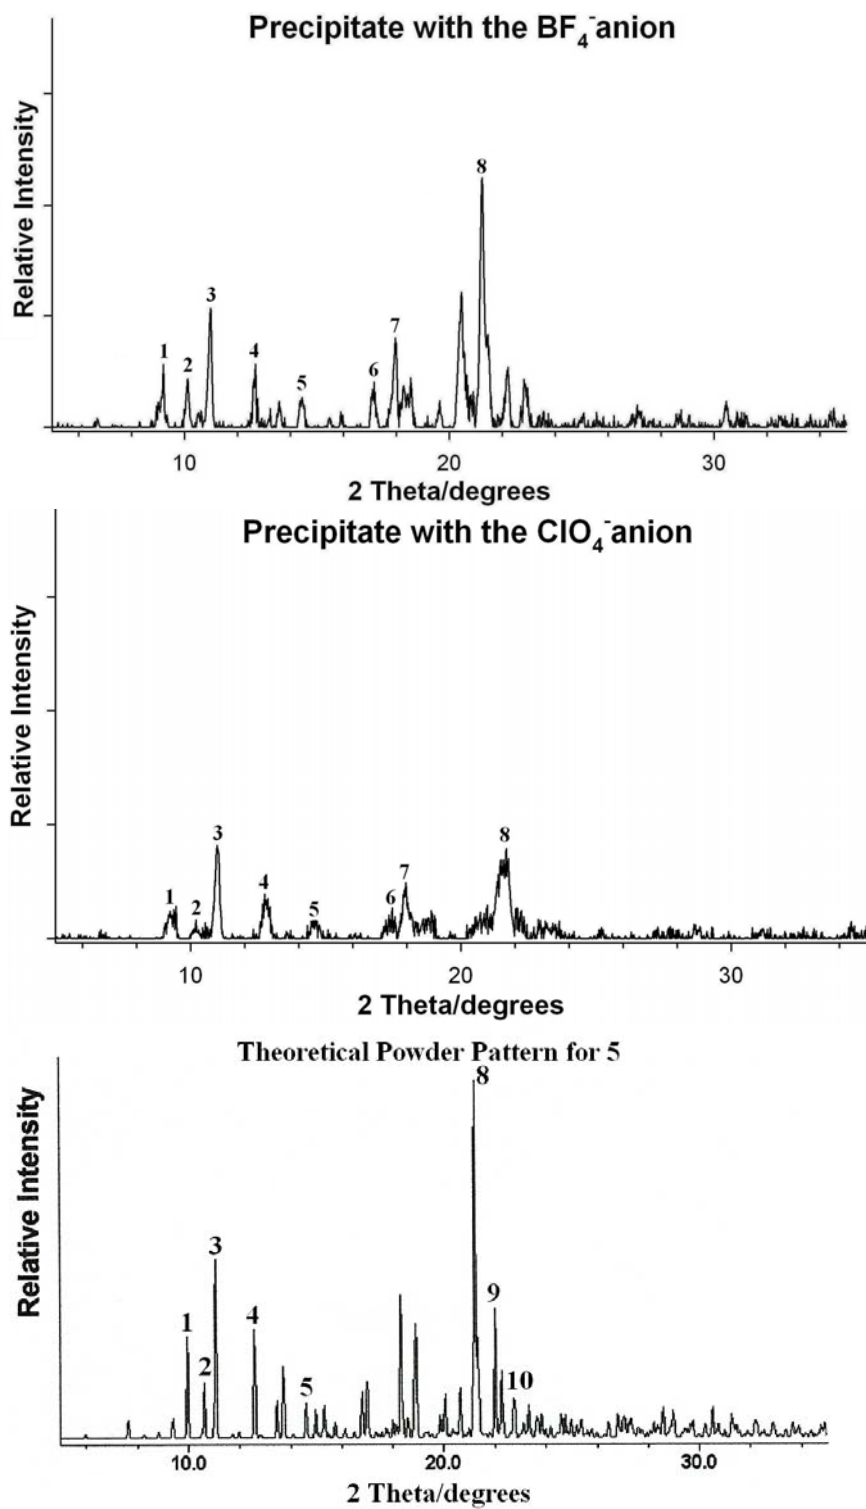 Precipitate with the BF₄⁻anion
Relative Intensity
8
3
7
1
4
2
6
5
10 20 30
2 Theta/degrees
Precipitate with the ClO₄⁻anion
Relative Intensity
3
8
7
4
1
6
2
5
10 20 30
2 Theta/degrees
Theoretical Powder Pattern for 5
8
Relative Intensity
3
9
4
1
2
5
10
10.0 20.0 30.0
2 Theta/degrees